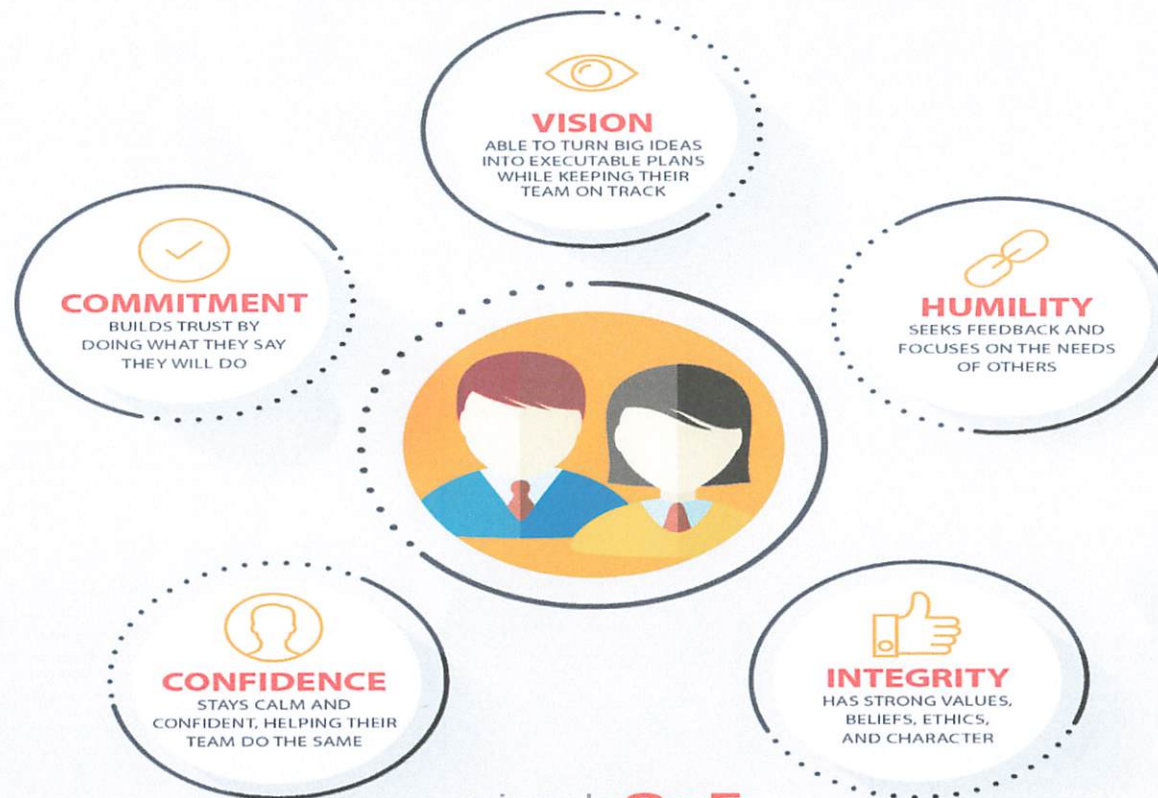 VISION
ABLE TO TURN BIG IDEAS
INTO EXECUTABLE PLANS
WHILE KEEPING THEIR
TEAM ON TRACK
COMMITMENT
BUILDS TRUST BY
DOING WHAT THEY SAY
THEY WILL DO
HUMILITY
SEEKS FEEDBACK AND
FOCUSES ON THE NEEDS
OF OTHERS
CONFIDENCE
STAYS CALM AND
CONFIDENT, HELPING THEIR
TEAM DO THE SAME
INTEGRITY
HAS STRONG VALUES,
BELIEFS, ETHICS,
AND CHARACTER